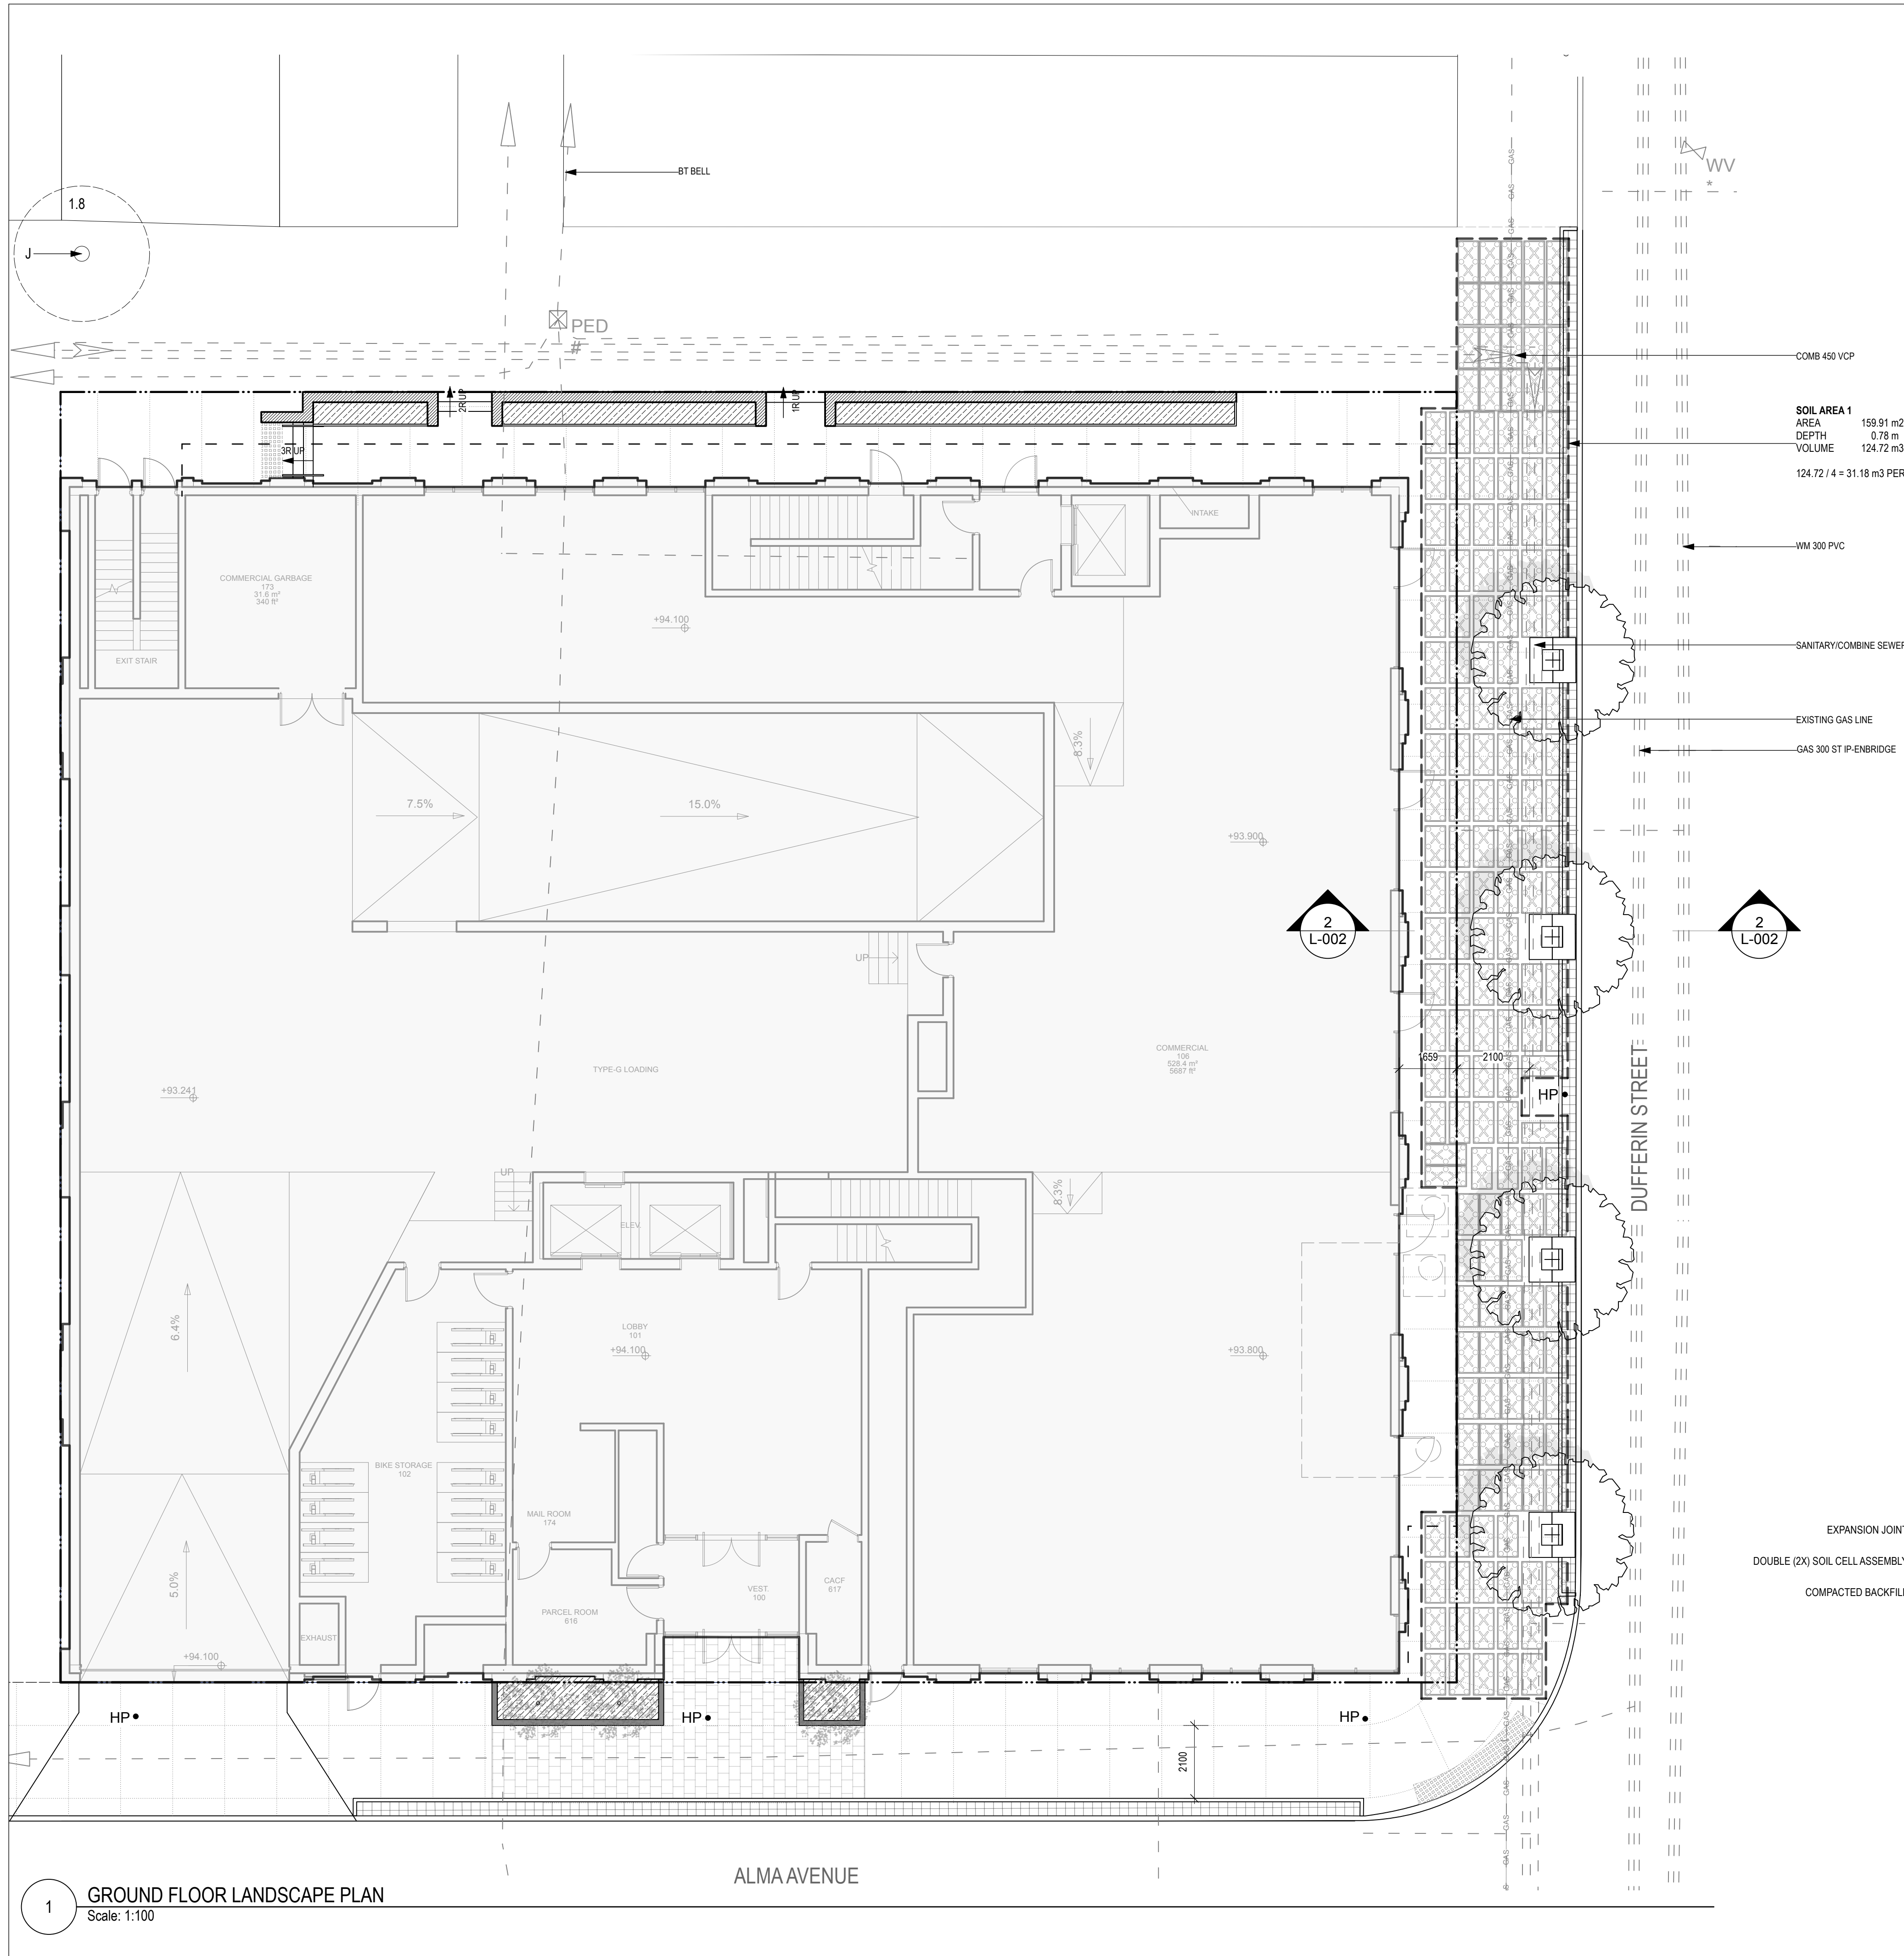 BT BELL
WV
*
1.8
J
PED
#
COMB 450 VCP
SOIL AREA 1
AREA 159.91 m2
DEPTH 0.78 m
VOLUME 124.72 m3
124.72 / 4 = 31.18 m3 PER
2R UP
1R UP
3R UP
INTAKE
WM 300 PVC
COMMERCIAL GARBAGE
173
31.6 m²
340 ft²
+94.100
EXIT STAIR
SANITARY/COMBINE SEWER
EXISTING GAS LINE
GAS 300 ST IP-ENBRIDGE
8.3%
7.5%
15.0%
+93.900
2
L-002
2
L-002
UP
COMMERCIAL
106
528.4 m²
5687 ft²
1659
2100
TYPE-G LOADING
+93.241
HP
DUFFERIN STREET
UP
8.3%
ELEV.
6.4%
LOBBY
101
+94.100
+93.800
BIKE STORAGE
102
MAIL ROOM
174
EXPANSION JOINT
DOUBLE (2X) SOIL CELL ASSEMBLY
COMPACTED BACKFILL
5.0%
CACF
617
VEST.
100
PARCEL ROOM
616
EXHAUST
+94.100
HP
HP
HP
2100
GAS
GAS
GAS
GAS
ALMA AVENUE
1
GROUND FLOOR LANDSCAPE PLAN
Scale: 1:100